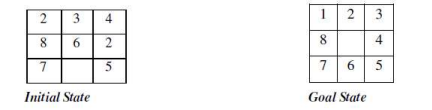 2 3 4 1 2 3
8 6 2 8 4
7 5 7 6 5
Initial State Goal State